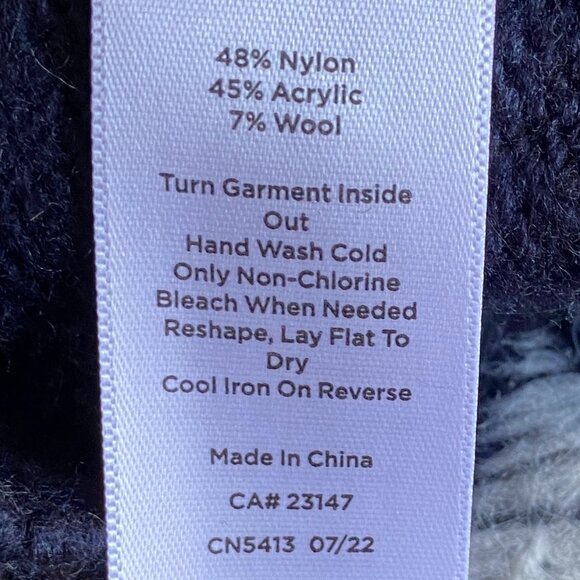 48% Nylon
45% Acrylic
7% Wool
Turn Garment Inside
Out
Hand Wash Cold
Only Non-Chlorine
Bleach When Needed
Reshape, Lay Flat To
Dry
Cool Iron On Reverse
Made In China
CA# 23147
CN5413 07/22